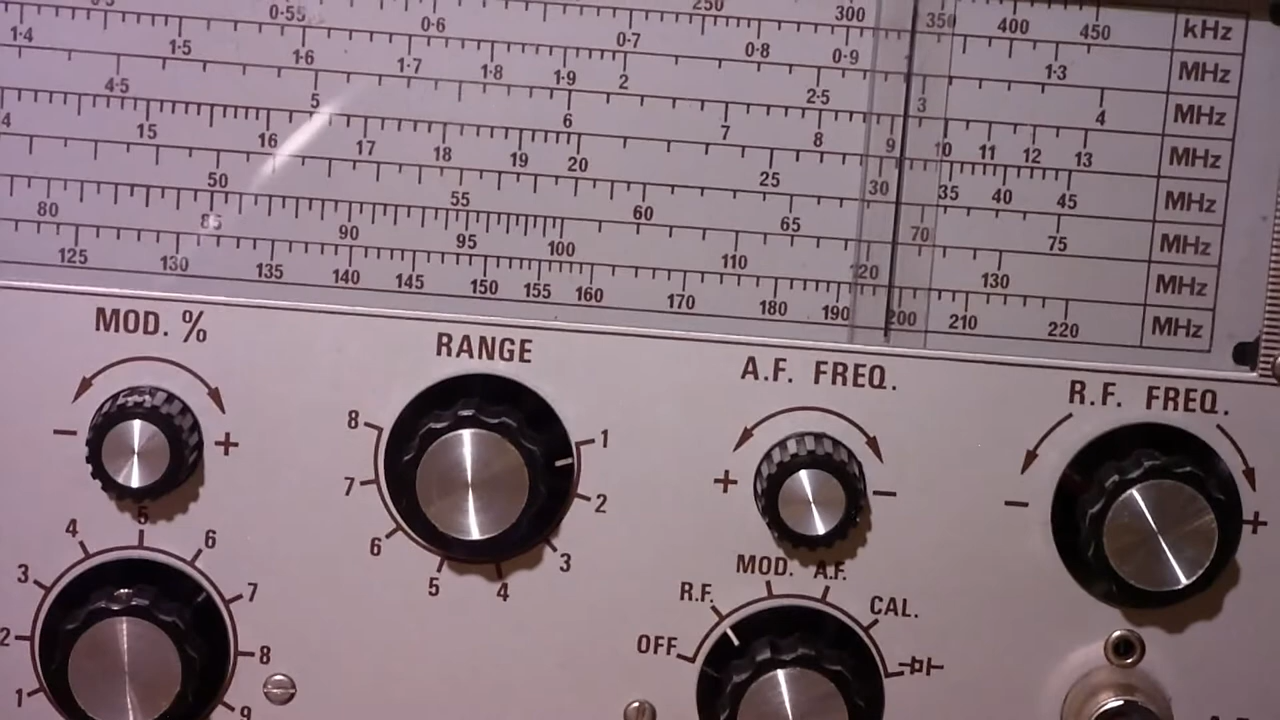 0·55 0·6 250 300 350 400 450 kHz
1·4 1·5 1·6 0·7 0·8 0·9 1·3 MHz
4·5 1·7 1·8 1·9 2 2·5 3 4 MHz
4 15 5 6 7 8 9 10 11 12 13 MHz
16 17 18 19 20 25 30 35 40 45 MHz
80 50 55 60 65 70 75 MHz
125 85 90 95 100 110 120 130 MHz
130 135 140 145 150 155 160 170 180 190 200 210 220 MHz
MOD. %
− +
RANGE
1 2 3 4 5 6 7 8
A.F. FREQ.
+ −
R.F. FREQ.
− +
1 2 3 4 5 6 7 8 9
OFF R.F. MOD. A.F. CAL.